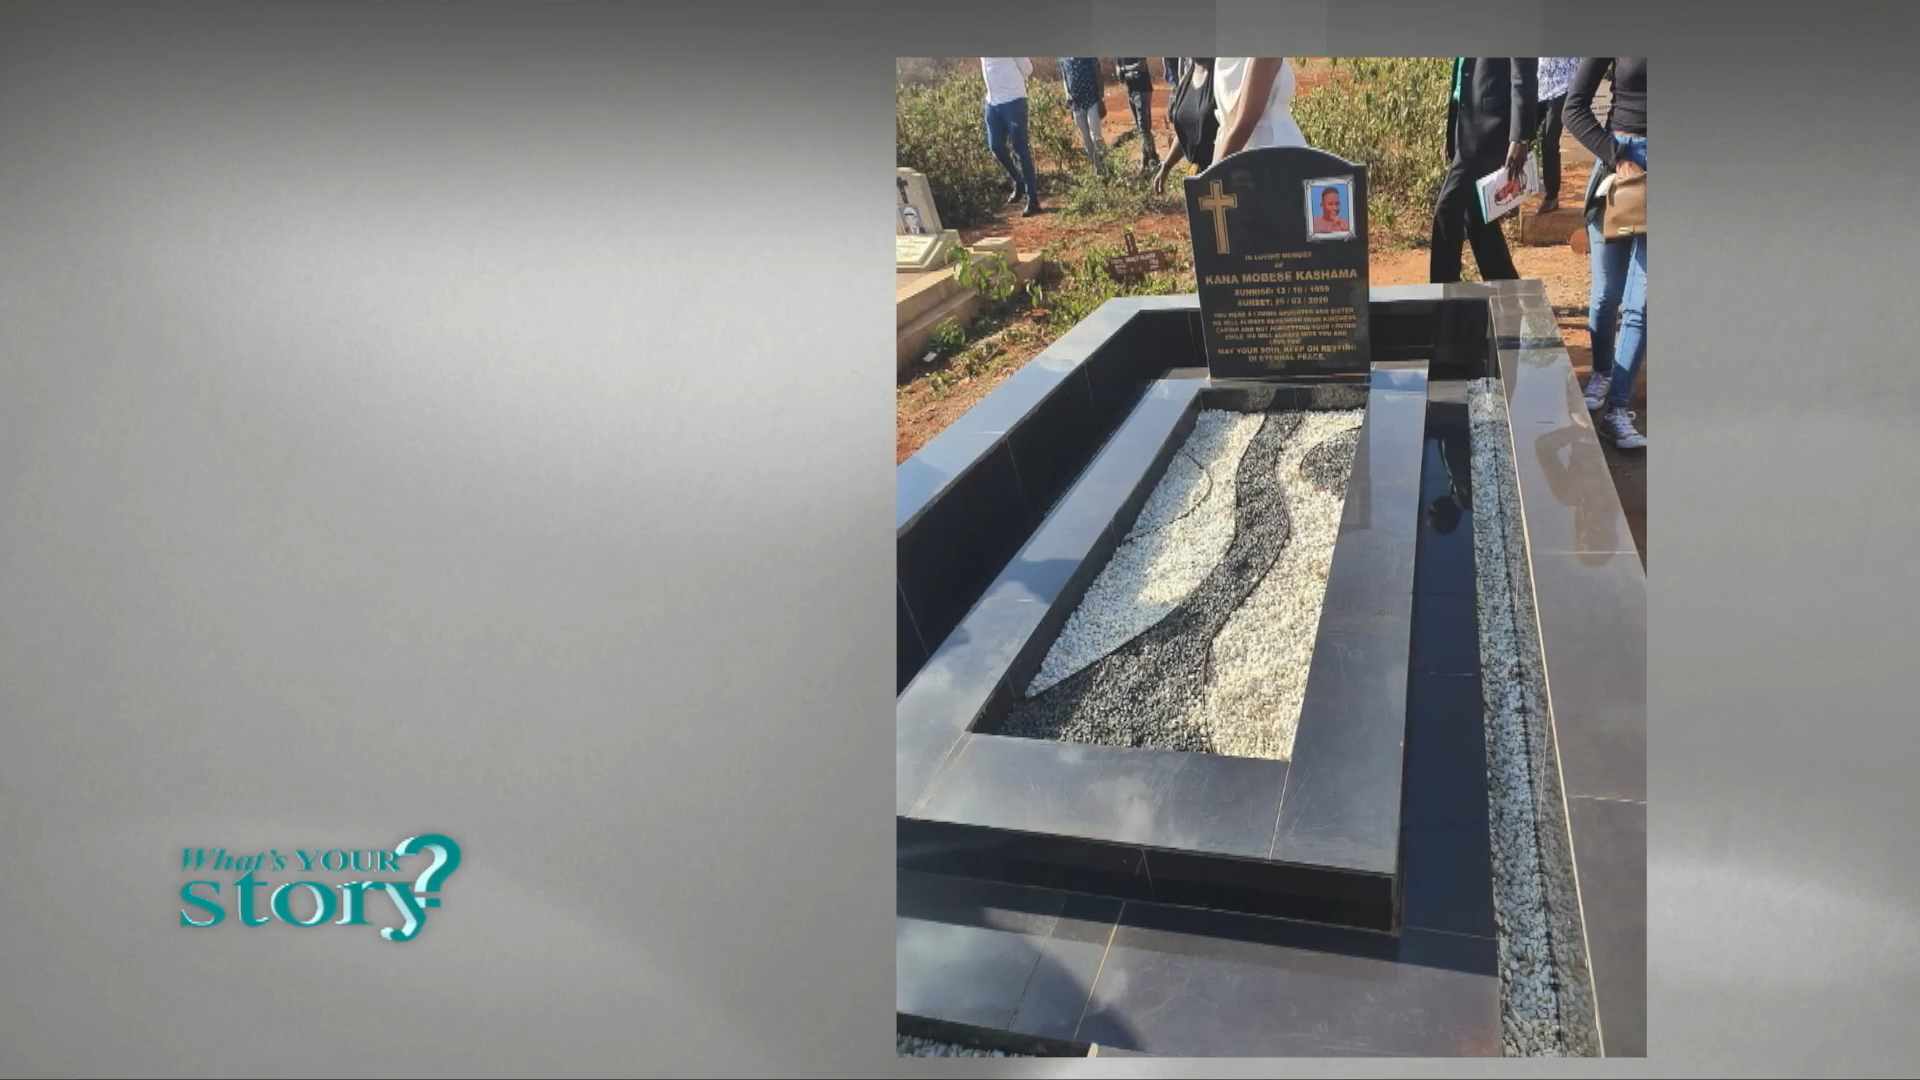 IN LOVING MEMORY
OF
KANA MOBESE KASHAMA
SUNRISE: 13 / 10 / 1999
SUNSET: 25 / 03 / 2020
YOU WERE A LOVING DAUGHTER AND SISTER
WE WILL ALWAYS REMEMBER YOUR KINDNESS,
CARING AND NOT FORGETTING YOUR LOVING
SMILE. WE WILL ALWAYS MISS YOU AND
LOVE YOU.
MAY YOUR SOUL KEEP ON RESTING
IN ETERNAL PEACE.
What's YOUR
story?